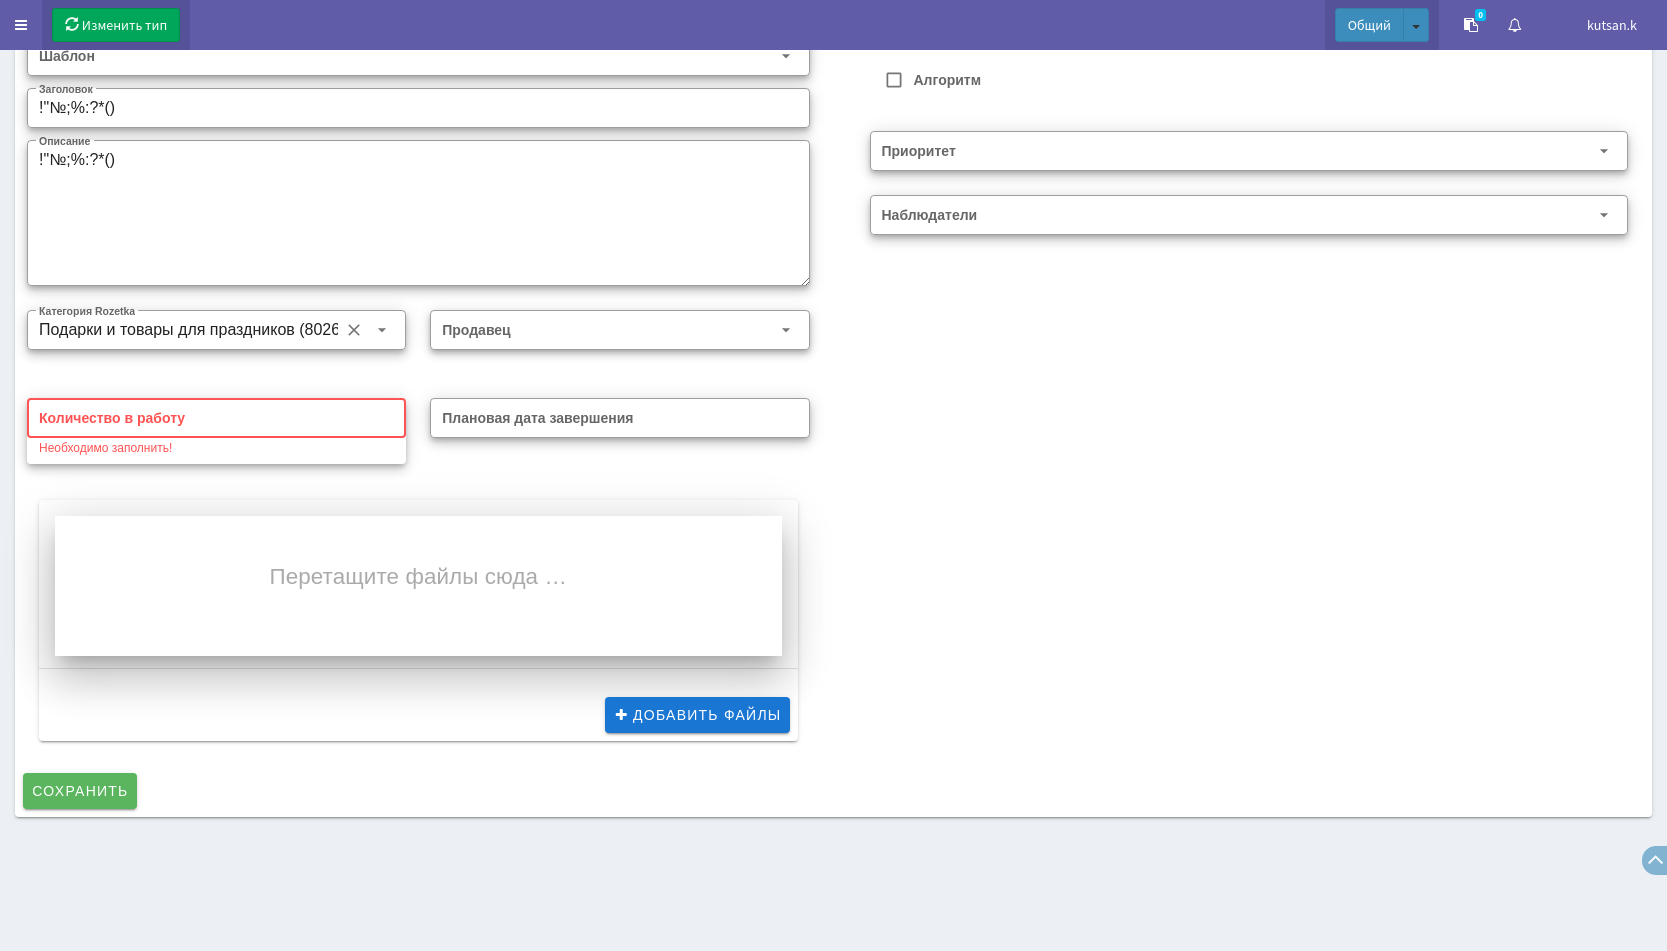 Изменить тип
Общий
0
kutsan.k
Шаблон
Заголовок
!"№;%:?*()
Описание
!"№;%:?*()
Категория Rozetka
Подарки и товары для праздников (8026
Продавец
Количество в работу
Необходимо заполнить!
Плановая дата завершения
Перетащите файлы сюда …
ДОБАВИТЬ ФАЙЛЫ
СОХРАНИТЬ
Алгоритм
Приоритет
Наблюдатели